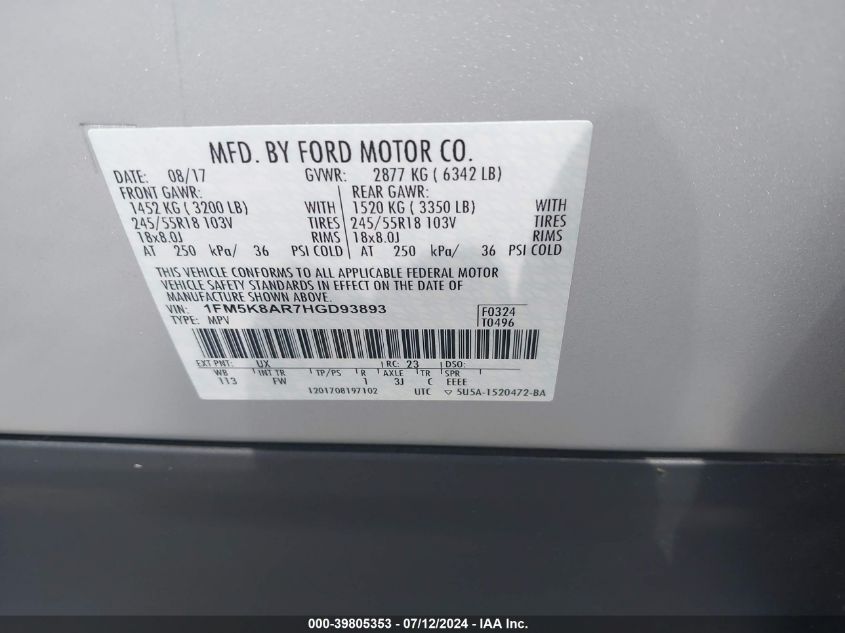 MFD. BY FORD MOTOR CO.
DATE: 08/17 GVWR: 2877 KG ( 6342 LB)
FRONT GAWR: REAR GAWR:
1452 KG ( 3200 LB) WITH 1520 KG ( 3350 LB) WITH
245/55R18 103V TIRES 245/55R18 103V TIRES
18x8.0J RIMS 18x8.0J RIMS
AT 250 kPa/ 36 PSI COLD AT 250 kPa/ 36 PSI COLD
THIS VEHICLE CONFORMS TO ALL APPLICABLE FEDERAL MOTOR
VEHICLE SAFETY STANDARDS IN EFFECT ON THE DATE OF
MANUFACTURE SHOWN ABOVE.
VIN: 1FM5K8AR7HGD93893 F0324
TYPE: MPV T0496
EXT PNT: UX RC: 23 DSO:
WB INT TR TP/PS R AXLE TR SPR
113 FW 1 3J C EEEE
1201708197102 UTC ▽ 5U5A-1520472-BA
000-39805353 - 07/12/2024 - IAAI.com